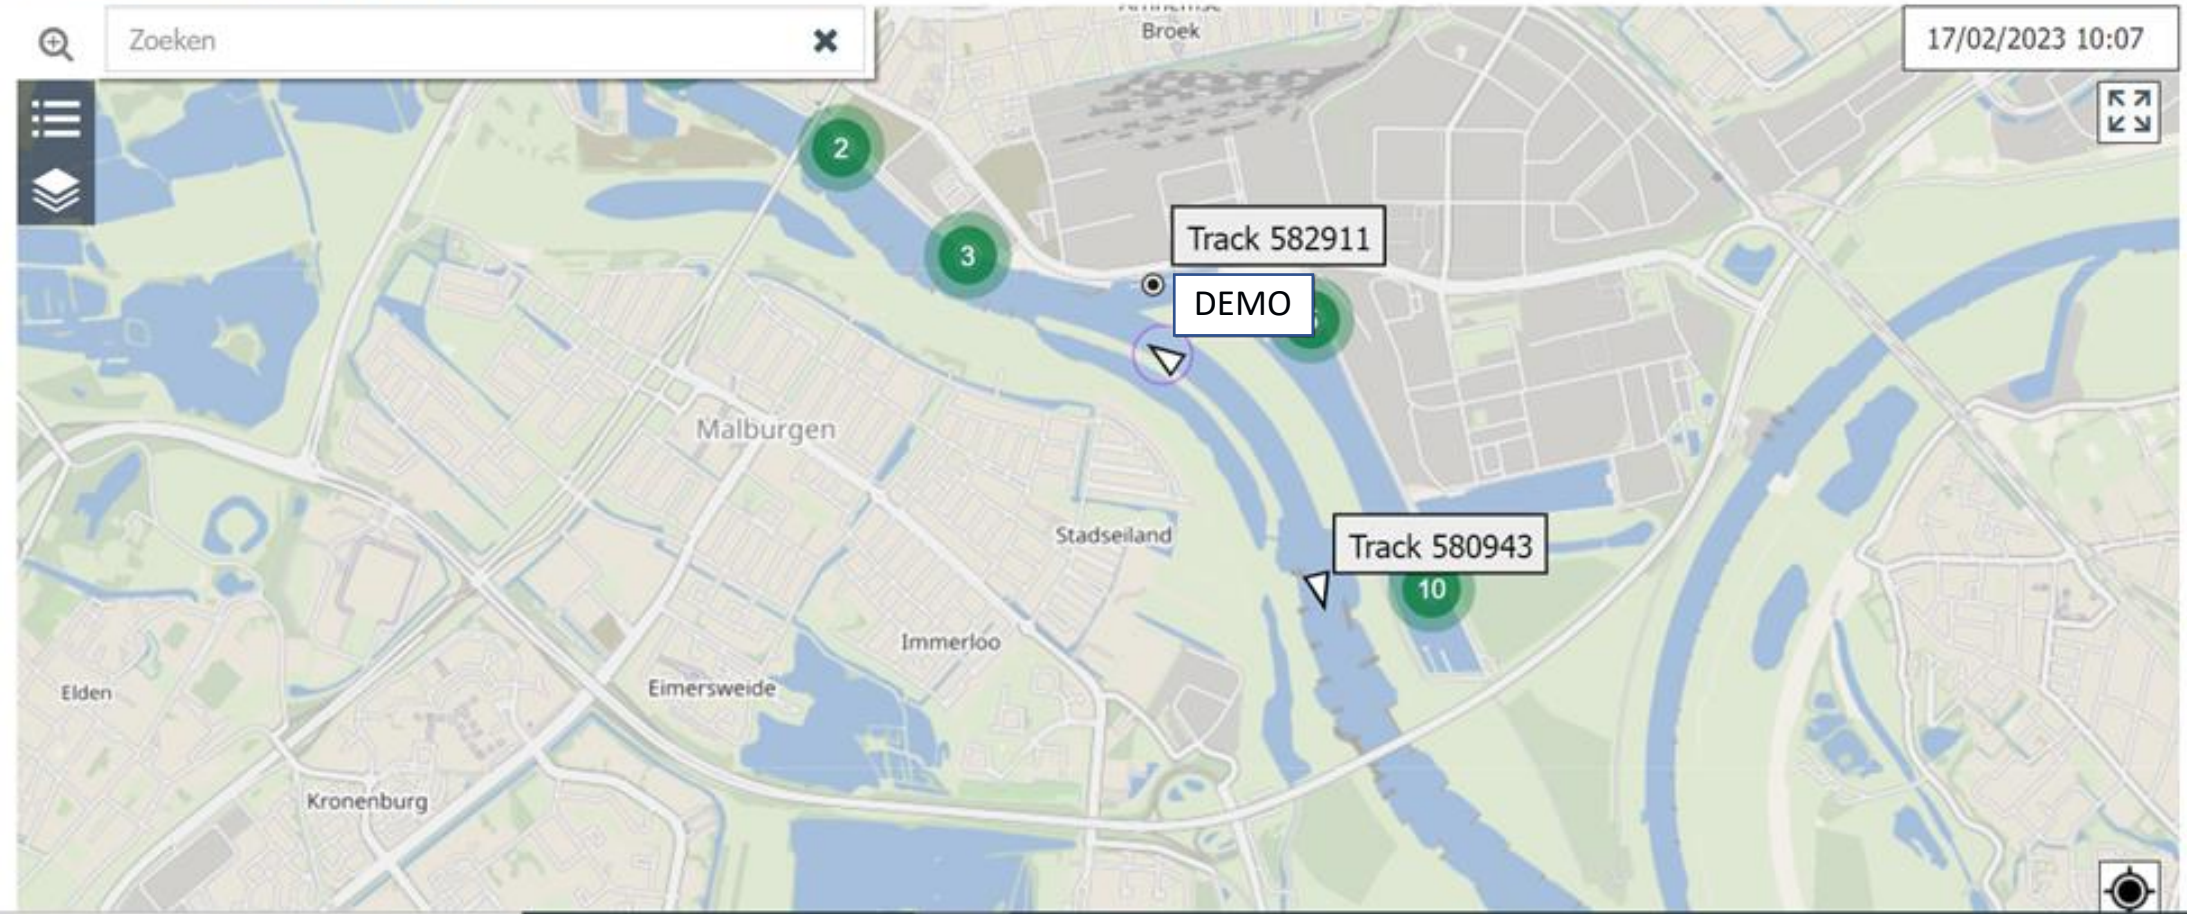 Broek
Zoeken
17/02/2023 10:07
2
3
Track 582911
DEMO
Malburgen
Stadseiland
Track 580943
10
Immerloo
Eimersweide
Elden
Kronenburg